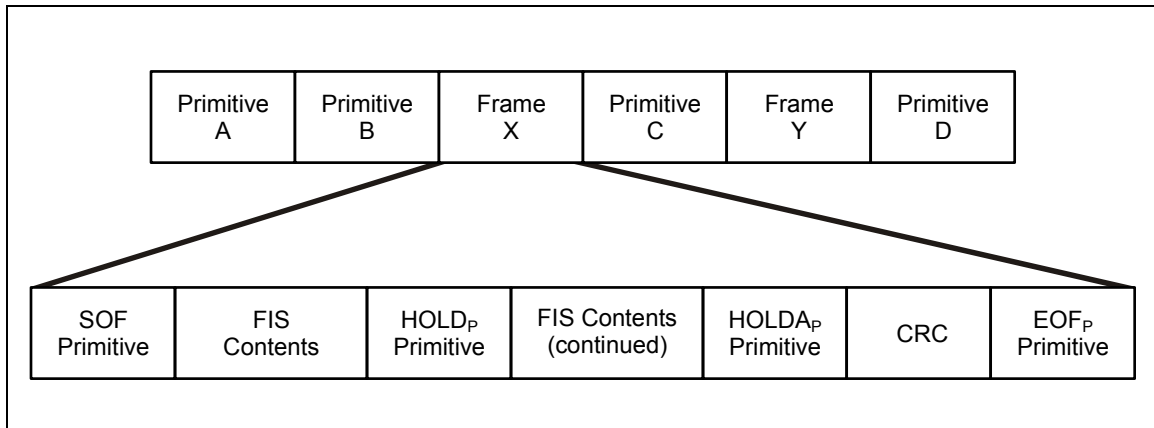 Primitive
A
Primitive
B
Frame
X
Primitive
C
Frame
Y
Primitive
D
SOF
Primitive
FIS
Contents
HOLDP
Primitive
FIS Contents
(continued)
HOLDAP
Primitive
CRC
EOFP
Primitive